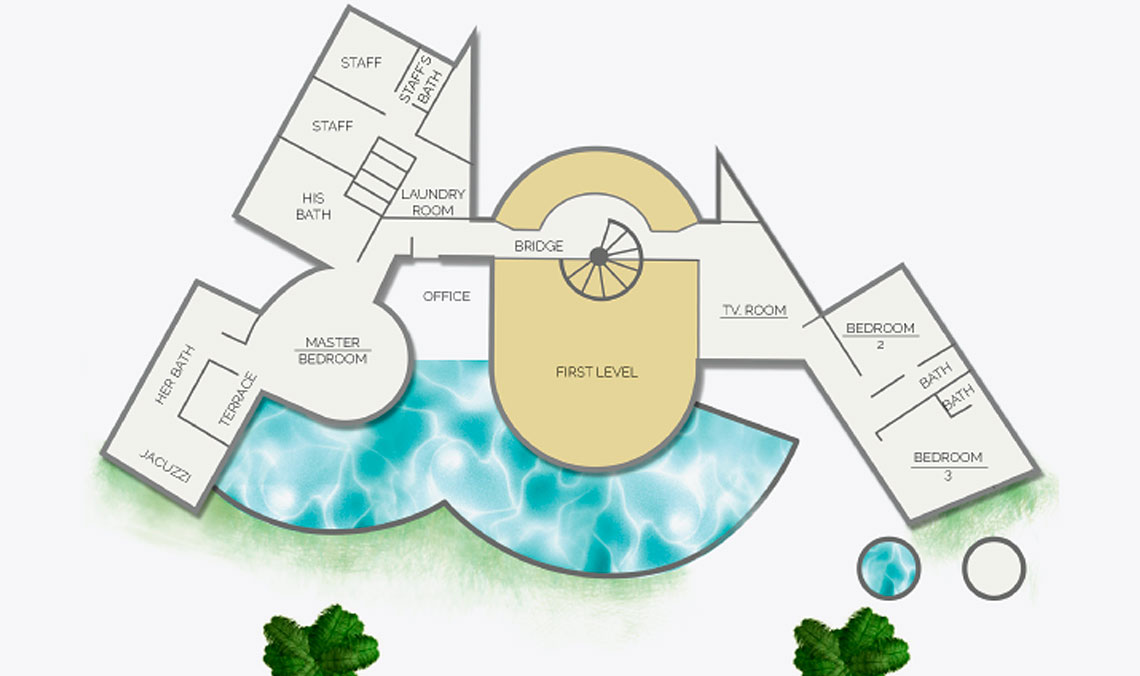 STAFF
STAFF'S
BATH
STAFF
HIS
BATH
LAUNDRY
ROOM
BRIDGE
OFFICE
TV. ROOM
MASTER
BEDROOM
BEDROOM
2
HER BATH
TERRACE
FIRST LEVEL
BATH
BATH
JACUZZI
BEDROOM
3